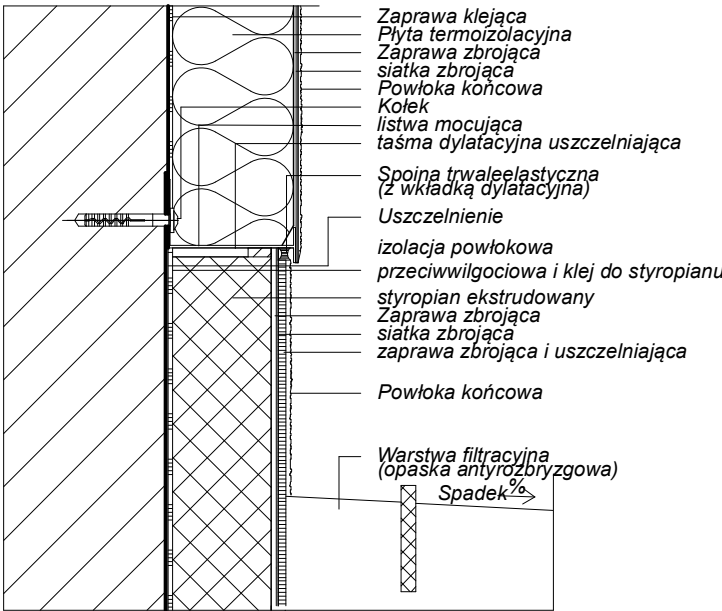 Zaprawa klejąca
Płyta termoizolacyjna
Zaprawa zbrojąca
siatka zbrojąca
Powłoka końcowa
Kołek
listwa mocująca
taśma dylatacyjna uszczelniająca
Spoina trwaleelastyczna
(z wkładką dylatacyjna)
Uszczelnienie
izolacja powłokowa
przeciwwilgociowa i klej do styropianu
styropian ekstrudowany
Zaprawa zbrojąca
siatka zbrojąca
zaprawa zbrojąca i uszczelniająca
Powłoka końcowa
Warstwa filtracyjna
(opaska antyrozbryzgowa)
Spadek%